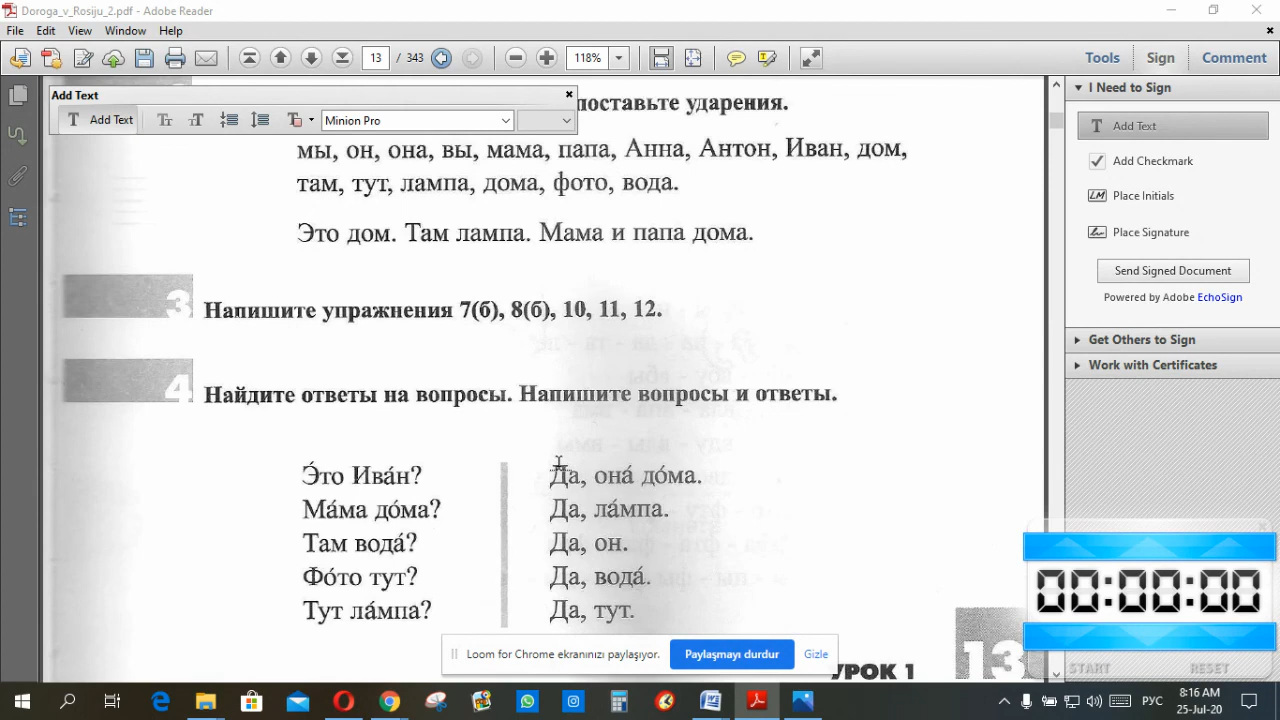 Doroga_v_Rosiju_2.pdf - Adobe Reader
File Edit View Window Help
13 / 343 118% Tools Sign Comment
Add Text
Add Text Minion Pro
поставьте ударения.
мы, он, она, вы, мама, папа, Анна, Антон, Иван, дом,
там, тут, лампа, дома, фото, вода.
Это дом. Там лампа. Мама и папа дома.
3 Напишите упражнения 7(б), 8(б), 10, 11, 12.
4 Найдите ответы на вопросы. Напишите вопросы и ответы.
Э́то Ива́н? Да, она́ до́ма.
Ма́ма до́ма? Да, ла́мпа.
Там вода́? Да, он.
Фо́то тут? Да, вода́.
Тут ла́мпа? Да, тут.
УРОК 1 13
I Need to Sign
Add Text
Add Checkmark
LM Place Initials
Place Signature
Send Signed Document
Powered by Adobe EchoSign
Get Others to Sign
Work with Certificates
00:00:00
START RESET
Loom for Chrome ekranınızı paylaşıyor. Paylaşmayı durdur Gizle
РУС
8:16 AM
25-Jul-20